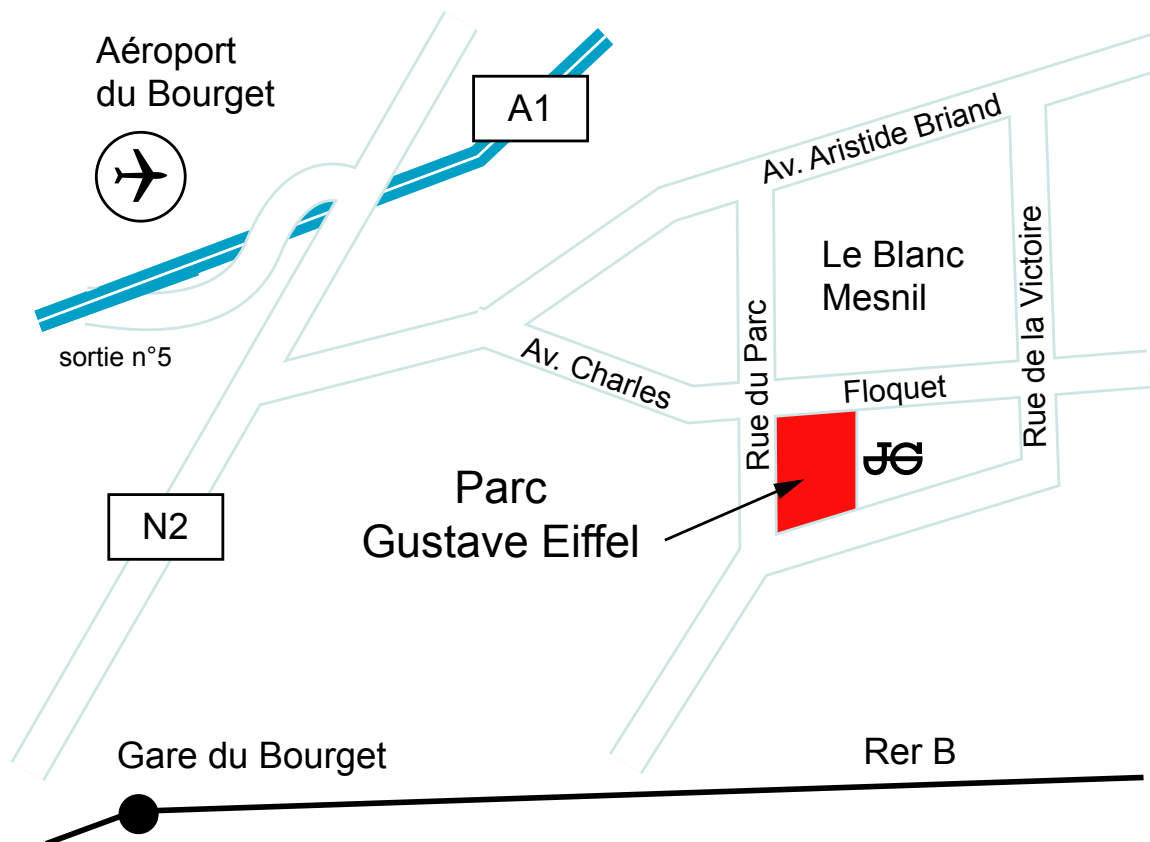 Aéroport
du Bourget
A1
Av. Aristide Briand
Le Blanc
Mesnil
Rue de la Victoire
Rue du Parc
sortie n°5
Av. Charles
Floquet
JG
Parc
Gustave Eiffel
N2
Gare du Bourget
Rer B